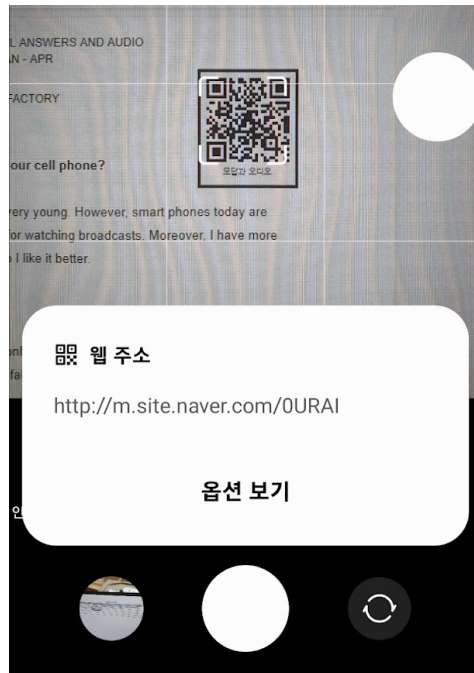 L ANSWERS AND AUDIO
AN - APR
FACTORY
모답과 오디오
our cell phone?
very young. However, smart phones today are
for watching broadcasts. Moreover, I have more
I like it better.
웹 주소
http://m.site.naver.com/0URAI
옵션 보기